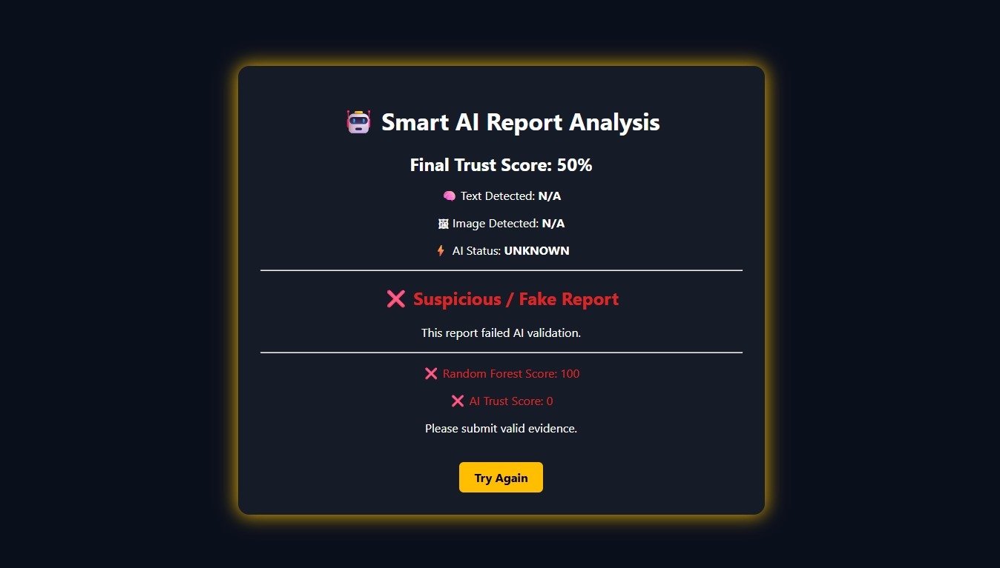 Smart AI Report Analysis
Final Trust Score: 50%
Text Detected: N/A
Image Detected: N/A
AI Status: UNKNOWN
Suspicious / Fake Report
This report failed AI validation.
Random Forest Score: 100
AI Trust Score: 0
Please submit valid evidence.
Try Again